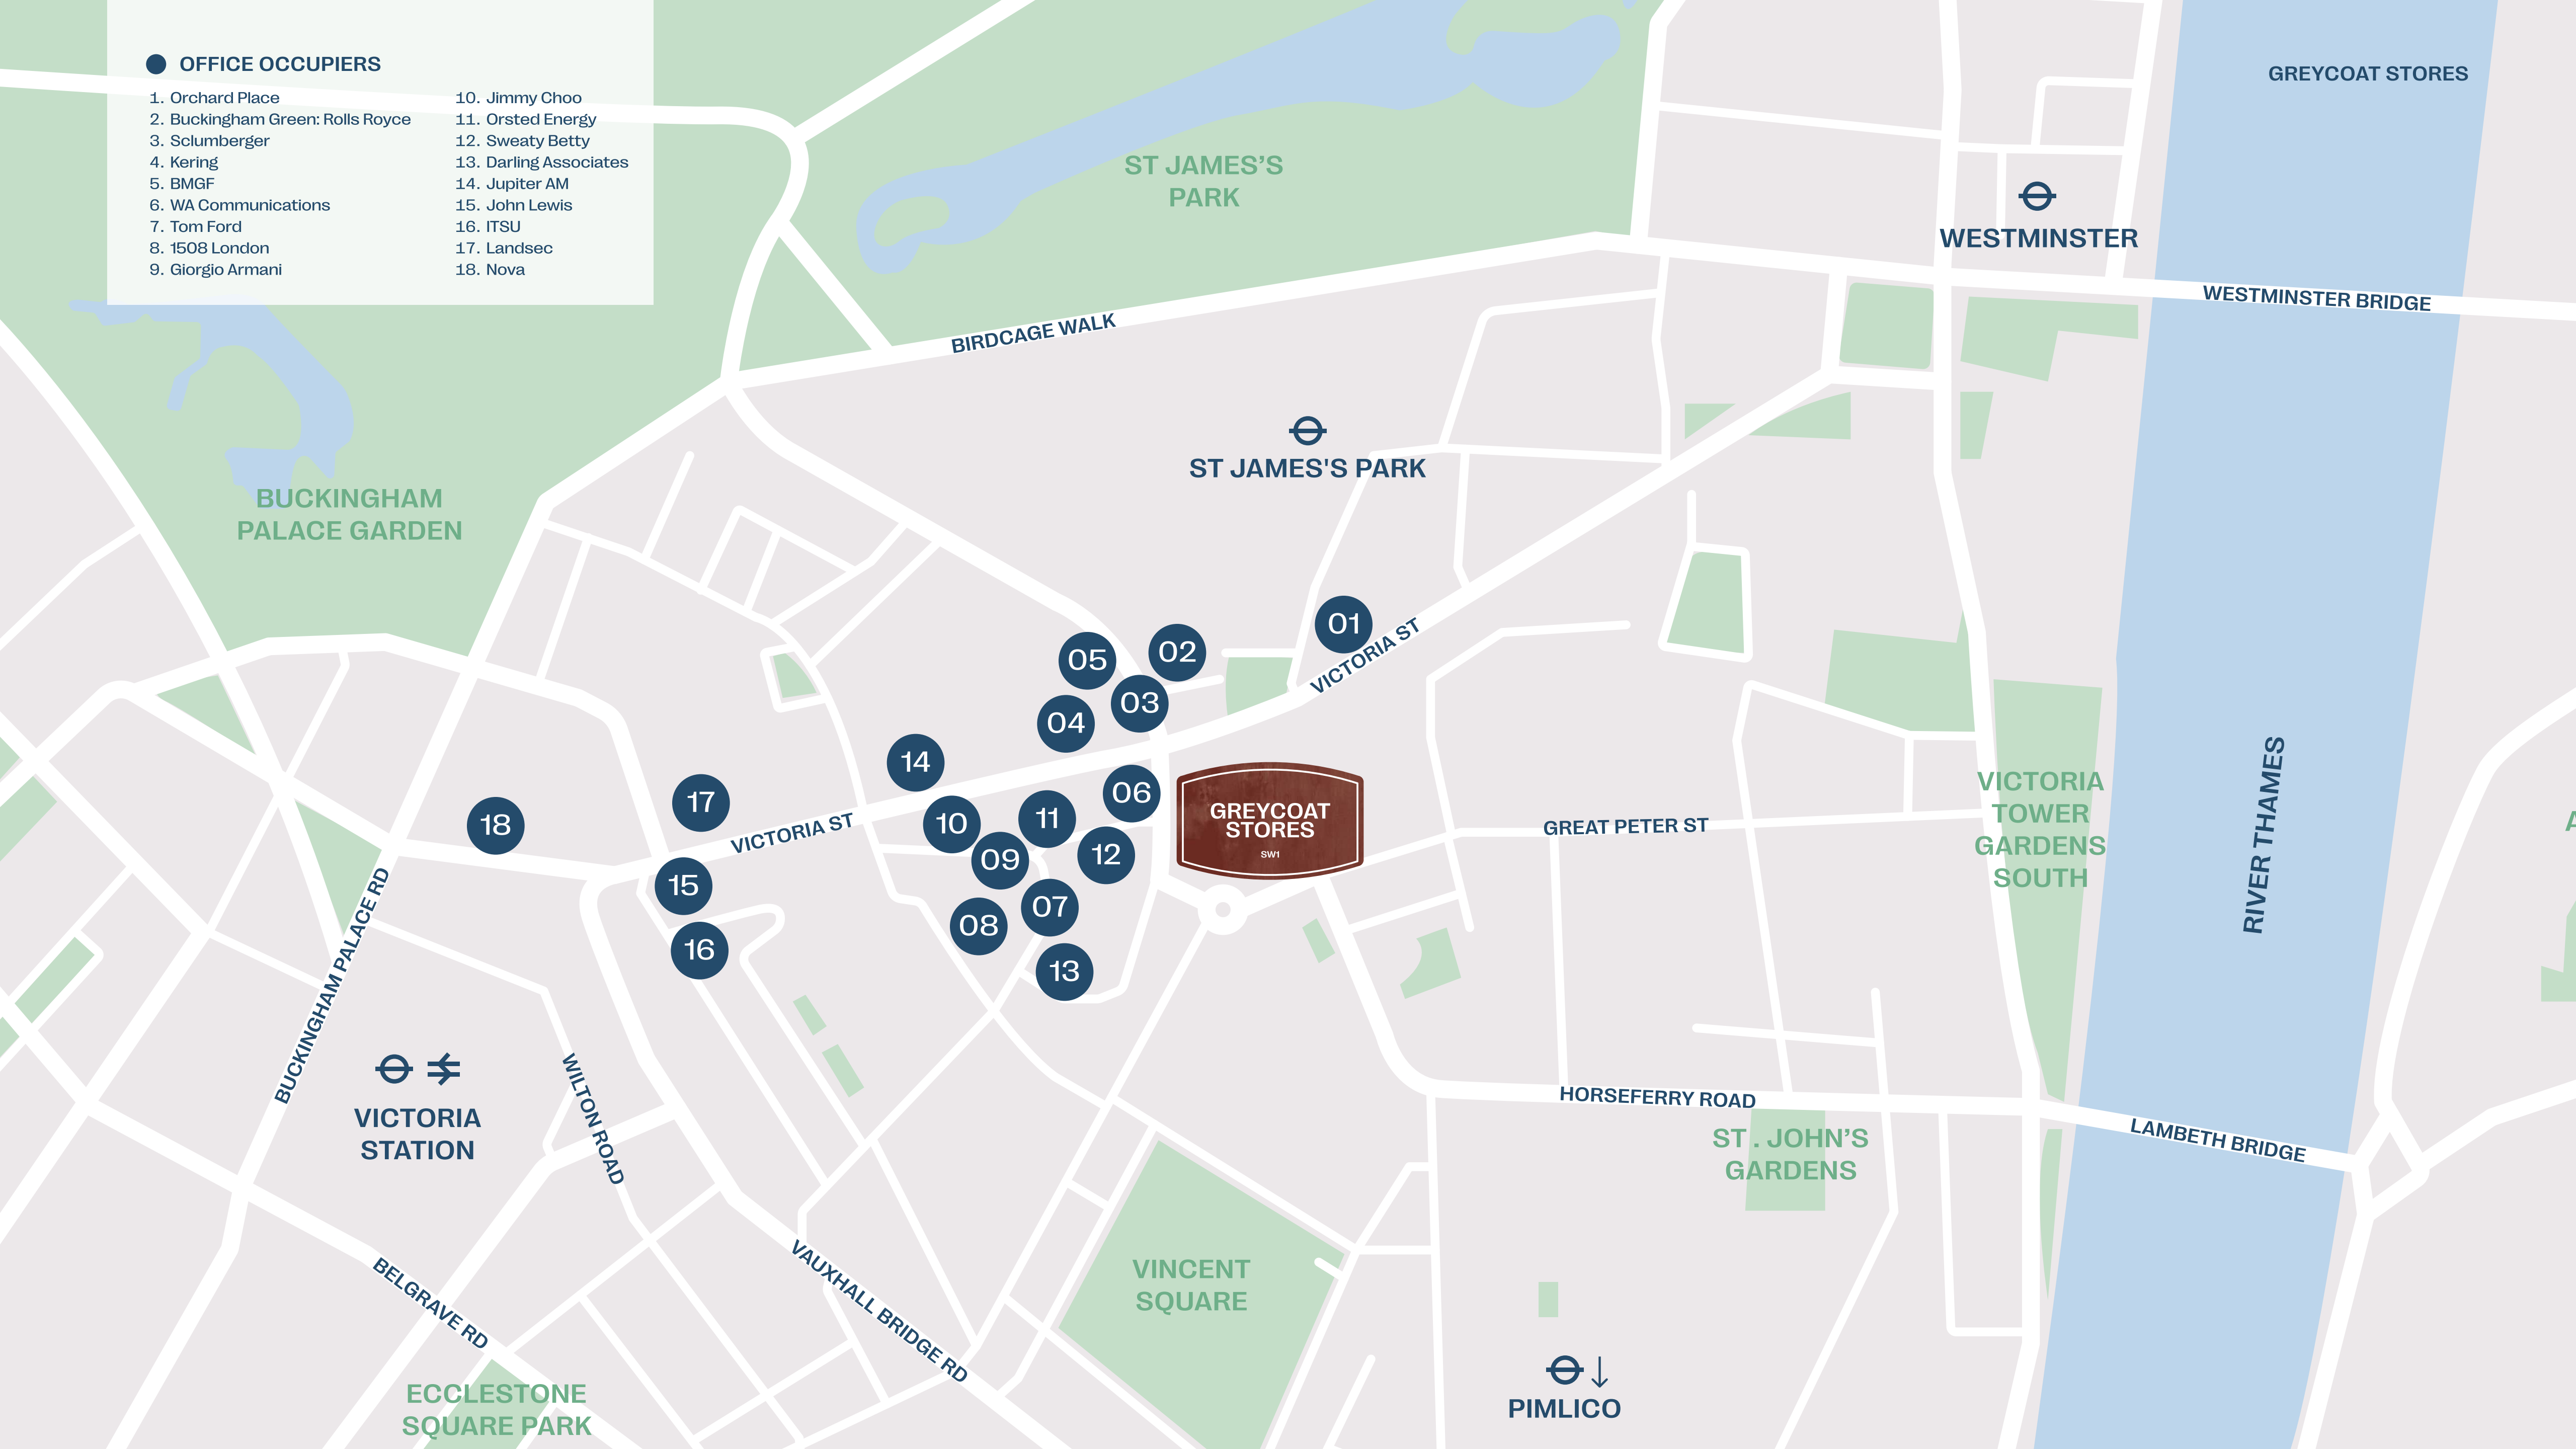 OFFICE OCCUPIERS
1. Orchard Place
2. Buckingham Green: Rolls Royce
3. Sclumberger
4. Kering
5. BMGF
6. WA Communications
7. Tom Ford
8. 1508 London
9. Giorgio Armani
10. Jimmy Choo
11. Orsted Energy
12. Sweaty Betty
13. Darling Associates
14. Jupiter AM
15. John Lewis
16. ITSU
17. Landsec
18. Nova
GREYCOAT STORES
ST JAMES’S
PARK
WESTMINSTER
WESTMINSTER BRIDGE
BIRDCAGE WALK
ST JAMES'S PARK
BUCKINGHAM
PALACE GARDEN
01
VICTORIA ST
02
05
03
04
14
06
17
18
10
11
12
09
VICTORIA ST
GREYCOAT
STORES
SW1
GREAT PETER ST
VICTORIA
TOWER
GARDENS
SOUTH
RIVER THAMES
15
16
07
08
13
BUCKINGHAM PALACE RD
VICTORIA
STATION
WILTON ROAD
HORSEFERRY ROAD
ST . JOHN’S
GARDENS
LAMBETH BRIDGE
VINCENT
SQUARE
VAUXHALL BRIDGE RD
BELGRAVE RD
ECCLESTONE
SQUARE PARK
PIMLICO